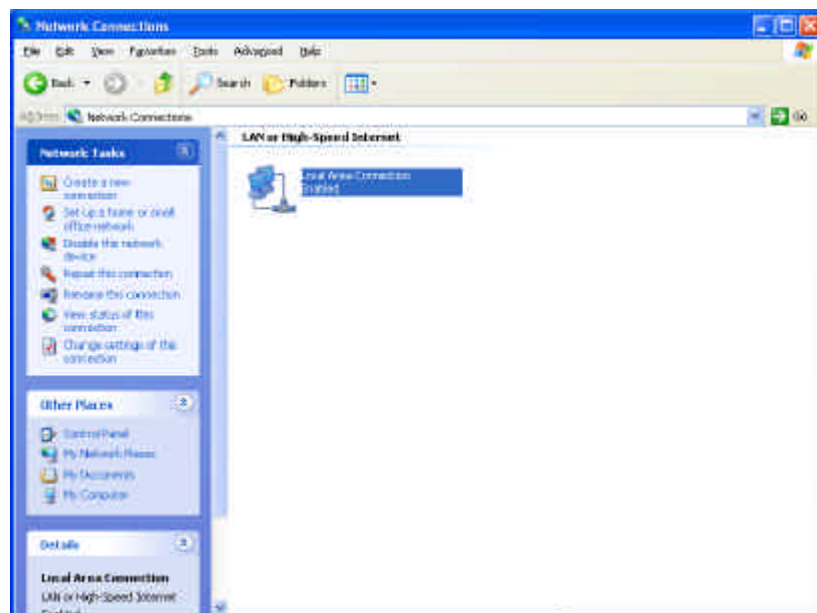 Network Connections
File Edit View Favorites Tools Advanced Help
Back Search Folders
Address Network Connections Go
Network Tasks
Create a new
connection
Set up a home or small
office network
Disable this network
device
Repair this connection
Rename this connection
View status of this
connection
Change settings of this
connection
Other Places
Control Panel
My Network Places
My Documents
My Computer
Details
Local Area Connection
LAN or High-Speed Internet
Enabled
LAN or High-Speed Internet
Local Area Connection
Enabled